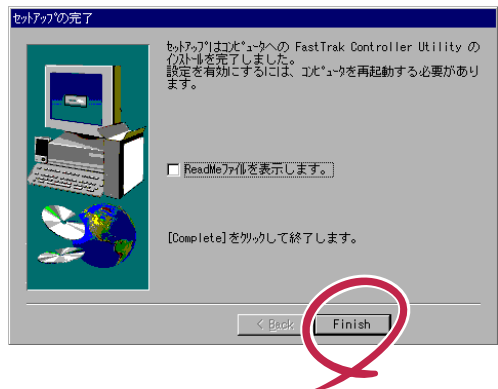 ｾｯﾄｱｯﾌﾟの完了
ｾｯﾄｱｯﾌﾟはｺﾝﾋﾟｭｰﾀへの FastTrak Controller Utility の
ｲﾝｽﾄｰﾙを完了しました。
設定を有効にするには、ｺﾝﾋﾟｭｰﾀを再起動する必要があり
ます。
ReadMeﾌｧｲﾙを表示します。
[Complete]をｸﾘｯｸして終了します。
< Back
Finish